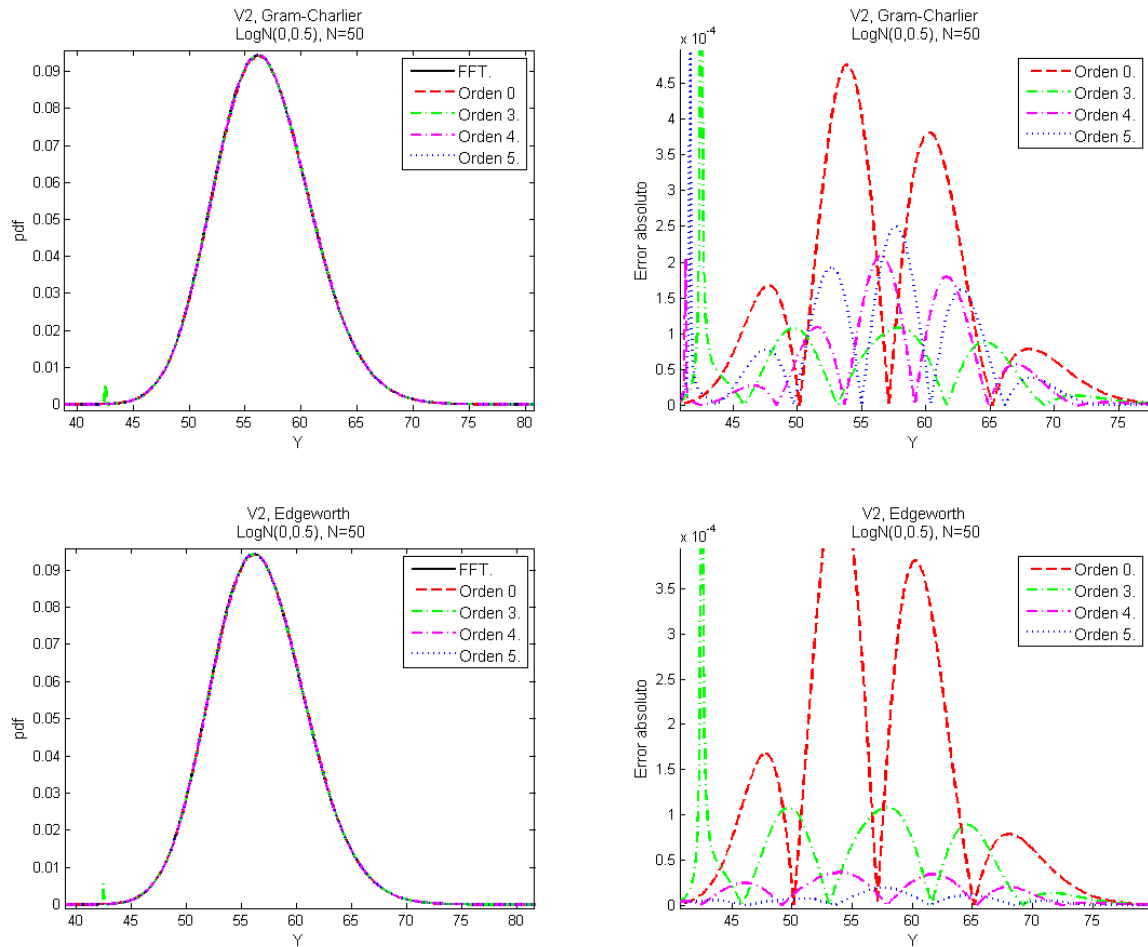 V2, Gram-Charlier
LogN(0,0.5), N=50
0.09
0.08
0.07
0.06
0.05
0.04
0.03
0.02
0.01
0
pdf
40 45 50 55 60 65 70 75 80
Y
FFT.
Orden 0
Orden 3.
Orden 4.
Orden 5.
V2, Gram-Charlier
LogN(0,0.5), N=50
x 10-4
4.5
4
3.5
3
2.5
2
1.5
1
0.5
0
Error absoluto
45 50 55 60 65 70 75
Y
Orden 0.
Orden 3.
Orden 4.
Orden 5.
V2, Edgeworth
LogN(0,0.5), N=50
0.09
0.08
0.07
0.06
0.05
0.04
0.03
0.02
0.01
0
pdf
40 45 50 55 60 65 70 75 80
Y
FFT.
Orden 0
Orden 3.
Orden 4.
Orden 5.
V2, Edgeworth
LogN(0,0.5), N=50
x 10-4
3.5
3
2.5
2
1.5
1
0.5
0
Error absoluto
45 50 55 60 65 70 75
Y
Orden 0.
Orden 3.
Orden 4.
Orden 5.